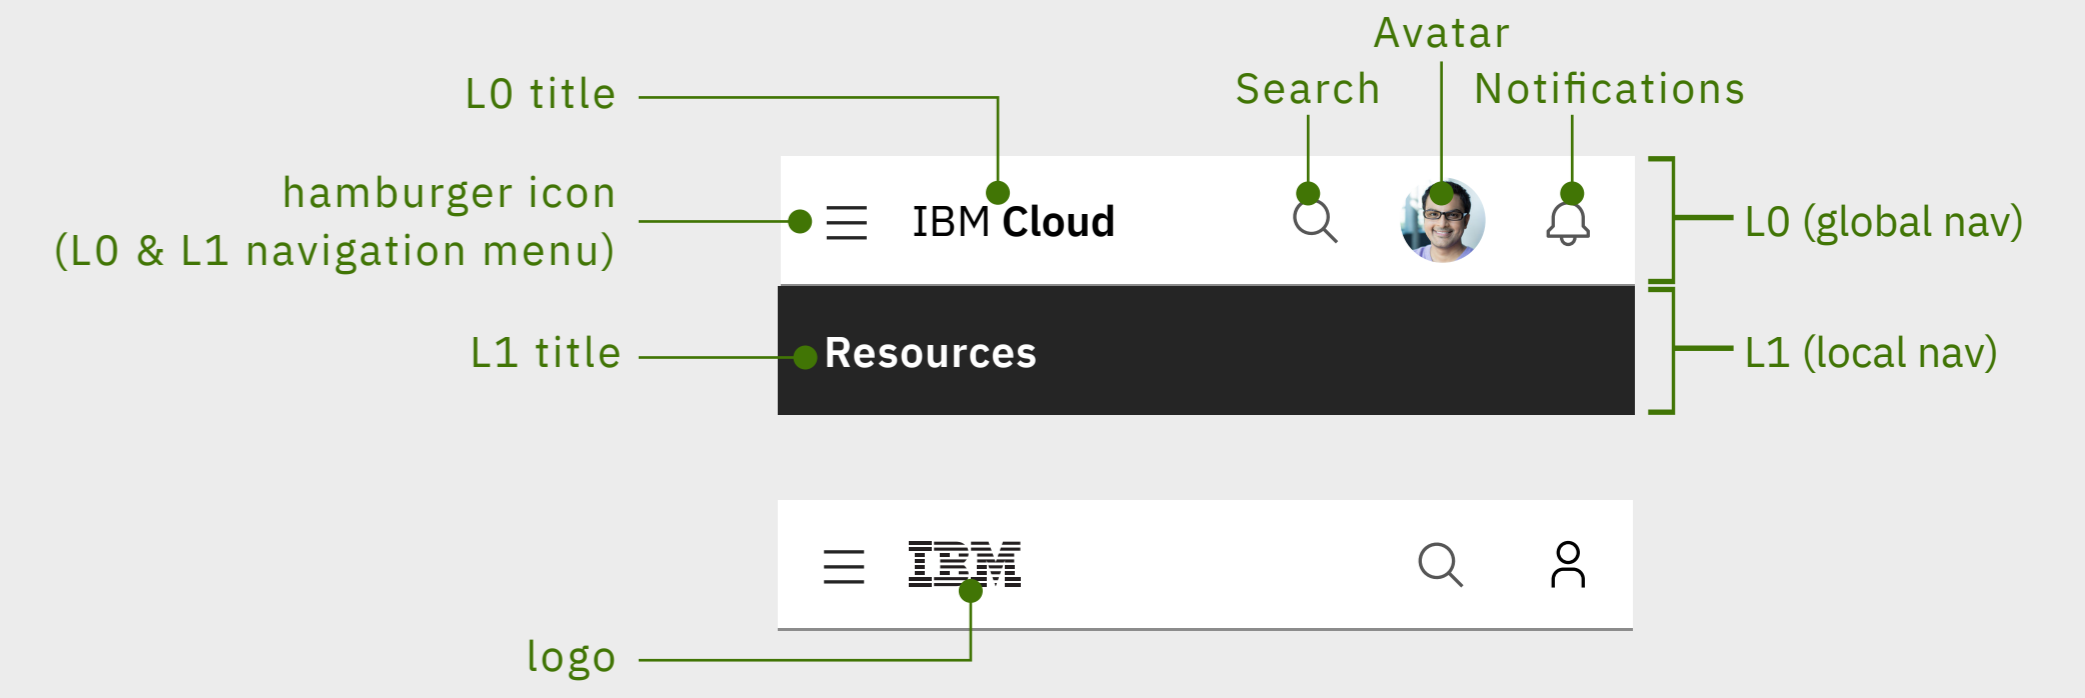 Avatar
L0 title
Search
Notifications
hamburger icon
(L0 & L1 navigation menu)
IBM Cloud
L0 (global nav)
L1 title
Resources
L1 (local nav)
IBM
logo